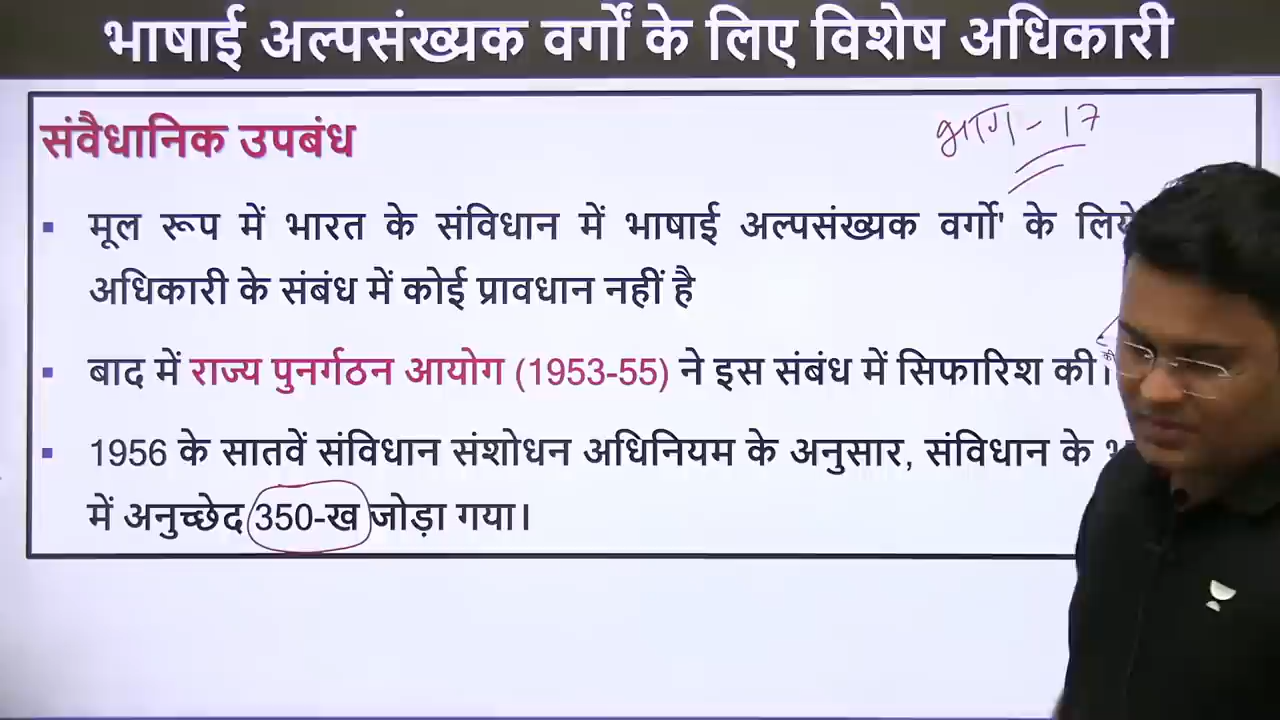 भाषाई अल्पसंख्यक वर्गों के लिए विशेष अधिकारी
संवैधानिक उपबंध
भाग - 17
▪ मूल रूप में भारत के संविधान में भाषाई अल्पसंख्यक वर्गो' के लिये
अधिकारी के संबंध में कोई प्रावधान नहीं है
▪ बाद में राज्य पुनर्गठन आयोग (1953-55) ने इस संबंध में सिफारिश की।
▪ 1956 के सातवें संविधान संशोधन अधिनियम के अनुसार, संविधान के
में अनुच्छेद 350-ख जोड़ा गया।